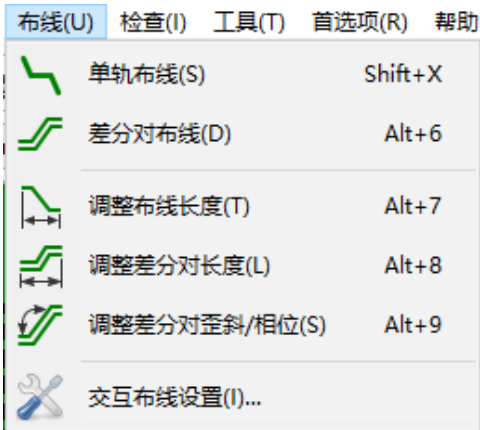 布线(U) 检查(I) 工具(T) 首选项(R) 帮助
单轨布线(S) Shift+X
差分对布线(D) Alt+6
调整布线长度(T) Alt+7
调整差分对长度(L) Alt+8
调整差分对歪斜/相位(S) Alt+9
交互布线设置(I)...